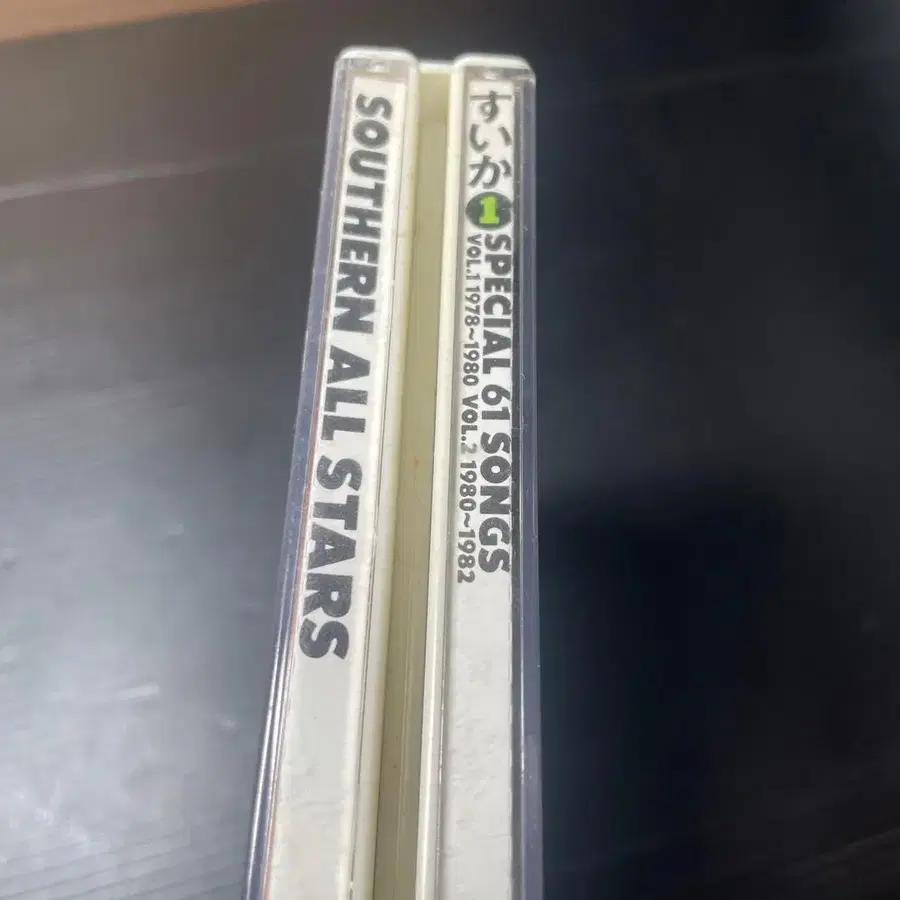 SOUTHERN ALL STARS
すいか1 SPECIAL 61 SONGS
VOL.1 1978~1980 VOL.2 1980~1982